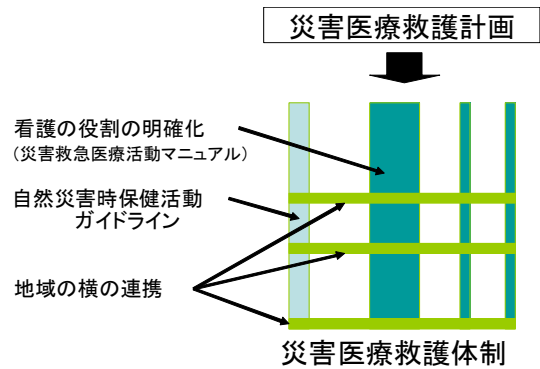 災害医療救護計画
看護の役割の明確化
（災害救急医療活動マニュアル）
自然災害時保健活動
ガイドライン
地域の横の連携
災害医療救護体制